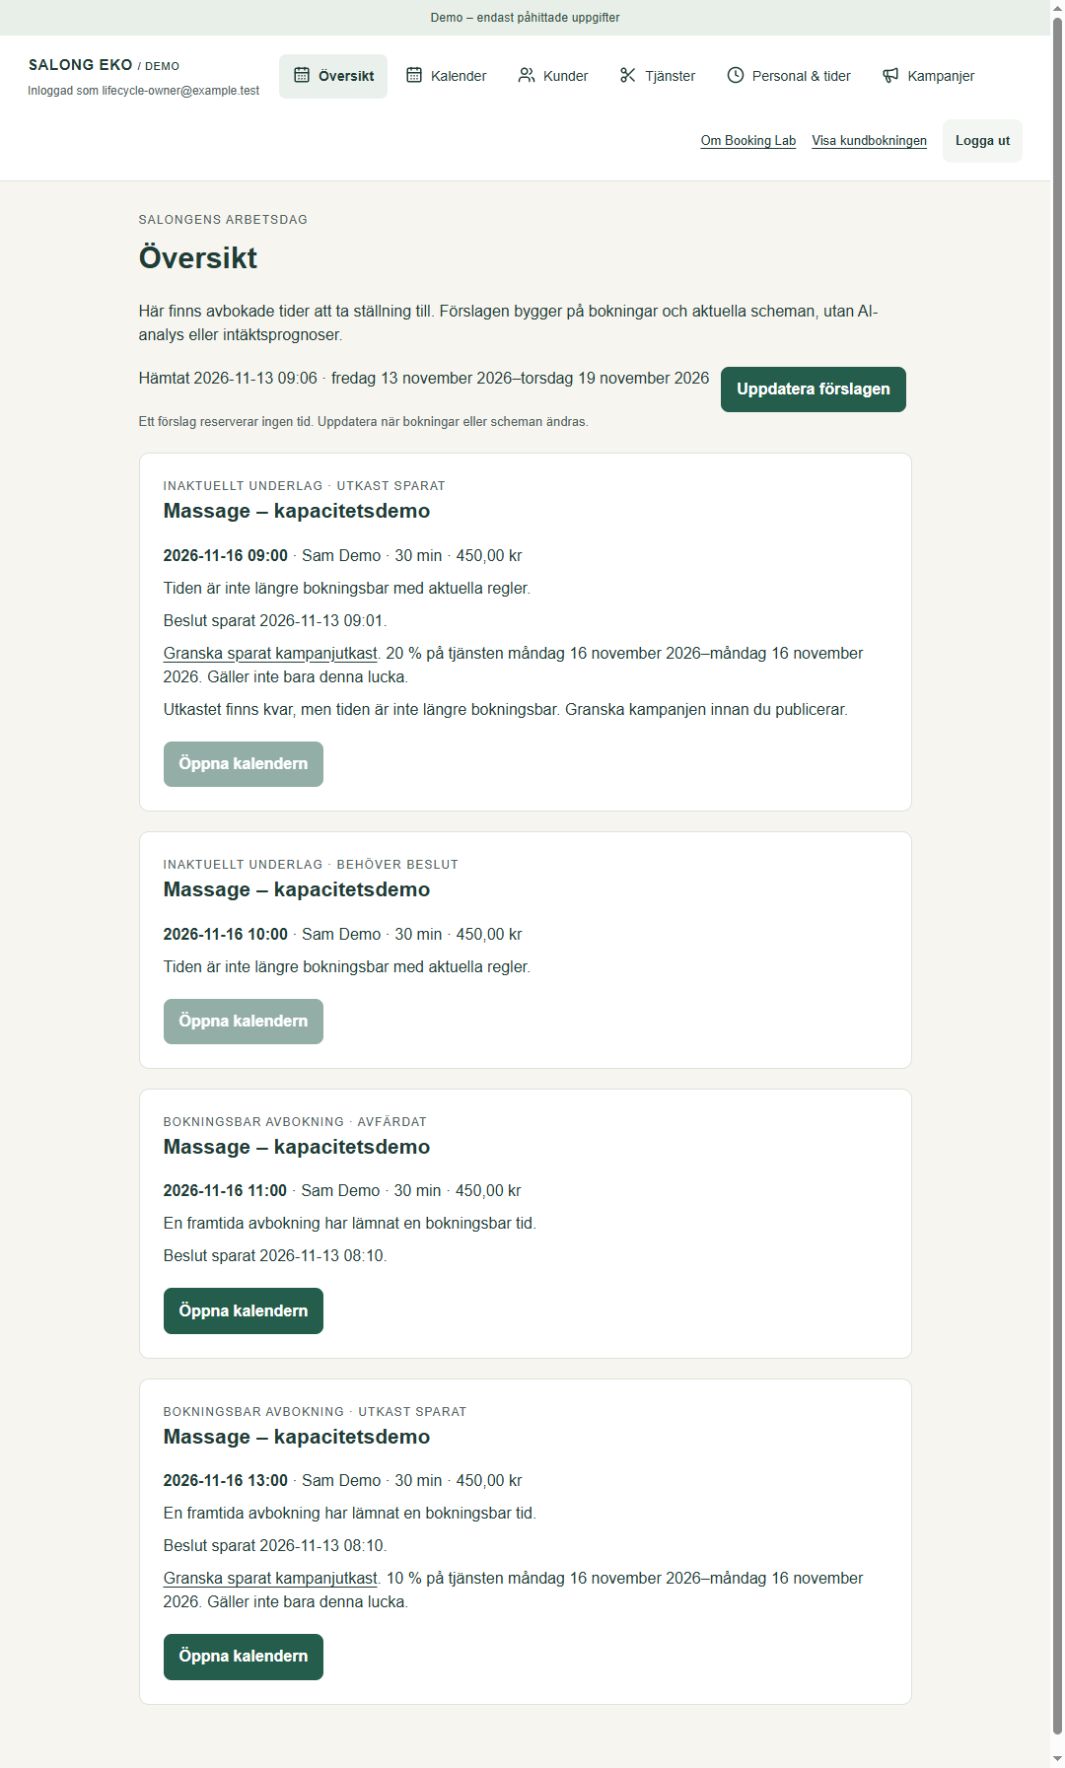 Demo – endast påhittade uppgifter
SALONG EKO / DEMO
Inloggad som lifecycle-owner@example.test
Översikt
Kalender
Kunder
Tjänster
Personal & tider
Kampanjer
Om Booking Lab
Visa kundbokningen
Logga ut
SALONGENS ARBETSDAG
Översikt
Här finns avbokade tider att ta ställning till. Förslagen bygger på bokningar och aktuella scheman, utan AI-
analys eller intäktsprognoser.
Hämtat 2026-11-13 09:06 · fredag 13 november 2026–torsdag 19 november 2026
Uppdatera förslagen
Ett förslag reserverar ingen tid. Uppdatera när bokningar eller scheman ändras.
INAKTUELLT UNDERLAG · UTKAST SPARAT
Massage – kapacitetsdemo
2026-11-16 09:00 · Sam Demo · 30 min · 450,00 kr
Tiden är inte längre bokningsbar med aktuella regler.
Beslut sparat 2026-11-13 09:01.
Granska sparat kampanjutkast. 20 % på tjänsten måndag 16 november 2026–måndag 16 november
2026. Gäller inte bara denna lucka.
Utkastet finns kvar, men tiden är inte längre bokningsbar. Granska kampanjen innan du publicerar.
Öppna kalendern
INAKTUELLT UNDERLAG · BEHÖVER BESLUT
Massage – kapacitetsdemo
2026-11-16 10:00 · Sam Demo · 30 min · 450,00 kr
Tiden är inte längre bokningsbar med aktuella regler.
Öppna kalendern
BOKNINGSBAR AVBOKNING · AVFÄRDAT
Massage – kapacitetsdemo
2026-11-16 11:00 · Sam Demo · 30 min · 450,00 kr
En framtida avbokning har lämnat en bokningsbar tid.
Beslut sparat 2026-11-13 08:10.
Öppna kalendern
BOKNINGSBAR AVBOKNING · UTKAST SPARAT
Massage – kapacitetsdemo
2026-11-16 13:00 · Sam Demo · 30 min · 450,00 kr
En framtida avbokning har lämnat en bokningsbar tid.
Beslut sparat 2026-11-13 08:10.
Granska sparat kampanjutkast. 10 % på tjänsten måndag 16 november 2026–måndag 16 november
2026. Gäller inte bara denna lucka.
Öppna kalendern